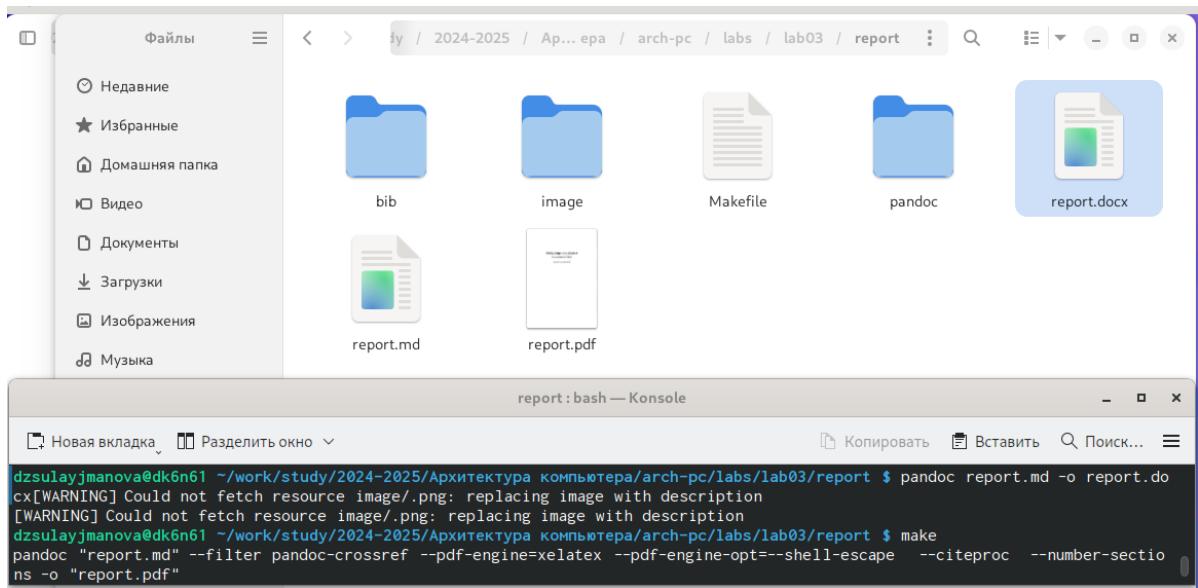 Файлы
dy / 2024-2025 / Ap… ера / arch-pc / labs / lab03 / report
Недавние
Избранные
Домашняя папка
Видео
Документы
Загрузки
Изображения
Музыка
bib
image
Makefile
pandoc
report.docx
report.md
report.pdf
report : bash — Konsole
Новая вкладка
Разделить окно
Копировать
Вставить
Поиск...
dzsulayjmanova@dk6n61 ~/work/study/2024-2025/Архитектура компьютера/arch-pc/labs/lab03/report $ pandoc report.md -o report.do
cx[WARNING] Could not fetch resource image/.png: replacing image with description
[WARNING] Could not fetch resource image/.png: replacing image with description
dzsulayjmanova@dk6n61 ~/work/study/2024-2025/Архитектура компьютера/arch-pc/labs/lab03/report $ make
pandoc "report.md" --filter pandoc-crossref --pdf-engine=xelatex --pdf-engine-opt=--shell-escape   --citeproc   --number-sectio
ns -o "report.pdf"